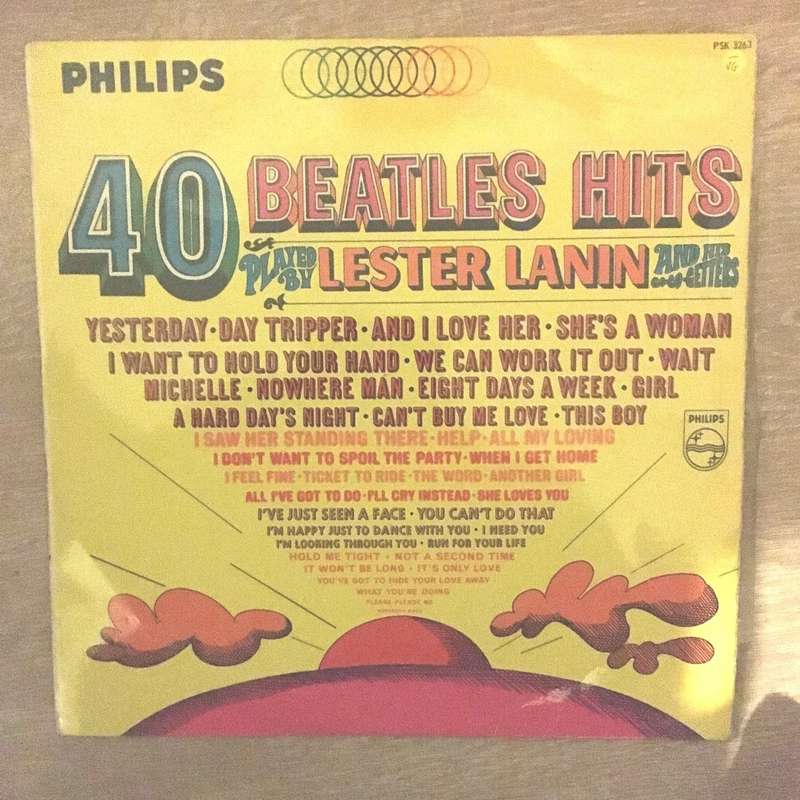 PHILIPS
PSK 3263
VG
40 BEATLES HITS
PLAYED BY LESTER LANIN AND HIS GO-GO-GETTERS
YESTERDAY · DAY TRIPPER · AND I LOVE HER · SHE'S A WOMAN
I WANT TO HOLD YOUR HAND · WE CAN WORK IT OUT · WAIT
MICHELLE · NOWHERE MAN · EIGHT DAYS A WEEK · GIRL
A HARD DAY'S NIGHT · CAN'T BUY ME LOVE · THIS BOY
PHILIPS
I SAW HER STANDING THERE · HELP · ALL MY LOVING
I DON'T WANT TO SPOIL THE PARTY · WHEN I GET HOME
I FEEL FINE · TICKET TO RIDE · THE WORD · ANOTHER GIRL
ALL I'VE GOT TO DO · I'LL CRY INSTEAD · SHE LOVES YOU
I'VE JUST SEEN A FACE · YOU CAN'T DO THAT
I'M HAPPY JUST TO DANCE WITH YOU · I NEED YOU
I'M LOOKING THROUGH YOU · RUN FOR YOUR LIFE
HOLD ME TIGHT · NOT A SECOND TIME
IT WON'T BE LONG · IT'S ONLY LOVE
YOU'VE GOT TO HIDE YOUR LOVE AWAY
WHAT YOU'RE DOING
PLEASE PLEASE ME